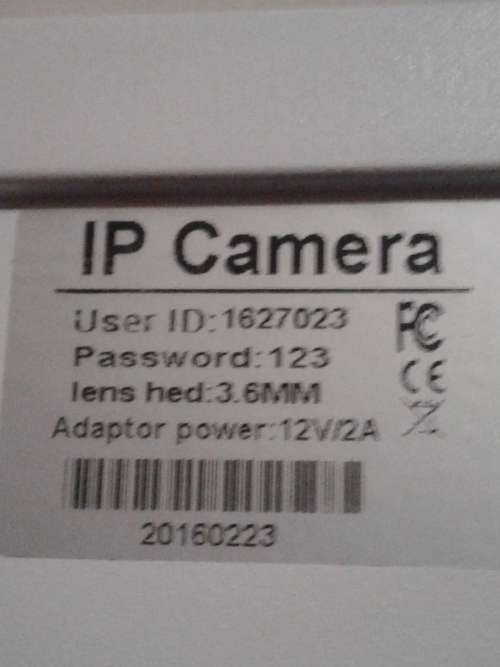 IP Camera
User ID:1627023
Password:123
lens hed:3.6MM
Adaptor power:12V/2A
FC
CE
20160223